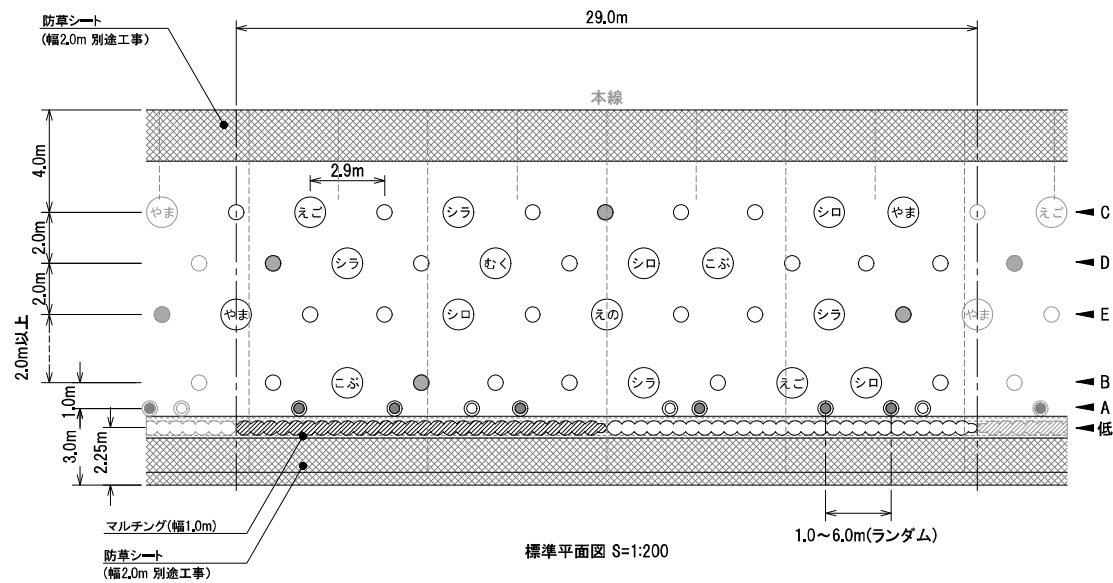 防草シート
(幅2.0m 別途工事)
29.0m
本線
4.0m
2.9m
やま
えご
シラ
シロ
やま
えご
C
2.0m
シラ
むく
シロ
こぶ
D
2.0m
やま
シロ
えの
シラ
やま
E
2.0m以上
こぶ
シラ
えご
シロ
B
1.0m
A
3.0m
2.25m
低
マルチング(幅1.0m)
1.0～6.0m(ランダム)
防草シート
(幅2.0m 別途工事)
標準平面図 S=1:200